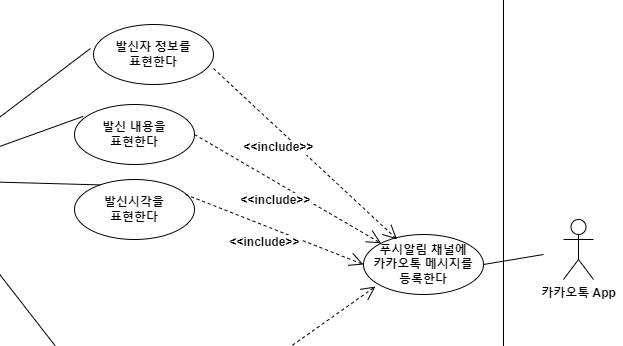 발신자 정보를
표현한다
발신 내용을
표현한다
<<include>>
발신시각을
표현한다
<<include>>
<<include>>
푸시알림 채널에
카카오톡 메시지를
등록한다
카카오톡 App